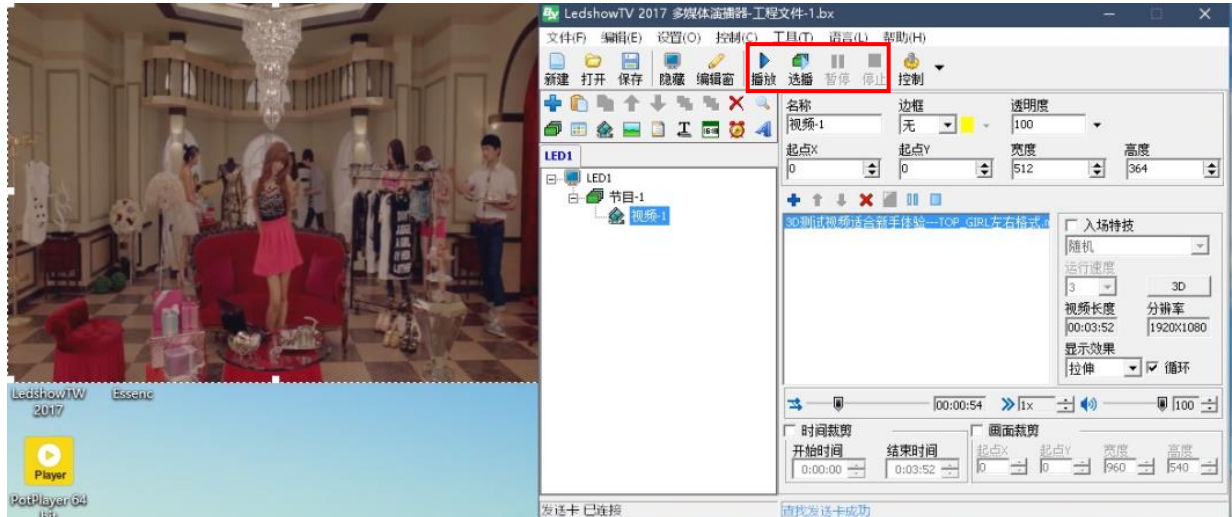 LedshowTV 2017 多媒体演播器-工程文件-1.bx
文件(F) 编辑(E) 设置(O) 控制(C) 工具(T) 语言(L) 帮助(H)
新建 打开 保存 隐藏 编辑窗 播放 选播 暂停 停止 控制
名称 边框 透明度
视频-1 无 100
LED1
起点X 起点Y 宽度 高度
0 0 512 364
LED1
节目-1
视频-1
3D测试视频适合新手体验---TOP_GIRL左右格式.m
入场特技
随机
运行速度
3 3D
视频长度 分辨率
00:03:52 1920X1080
显示效果
拉伸 循环
00:00:54 1x 100
时间裁剪 画面裁剪
开始时间 结束时间 起点X 起点Y 宽度 高度
0:00:00 0:03:52 0 0 960 540
发送卡 已连接 查找发送卡成功
LedshowTW Essenc
2017
Player
PotPlayer 64